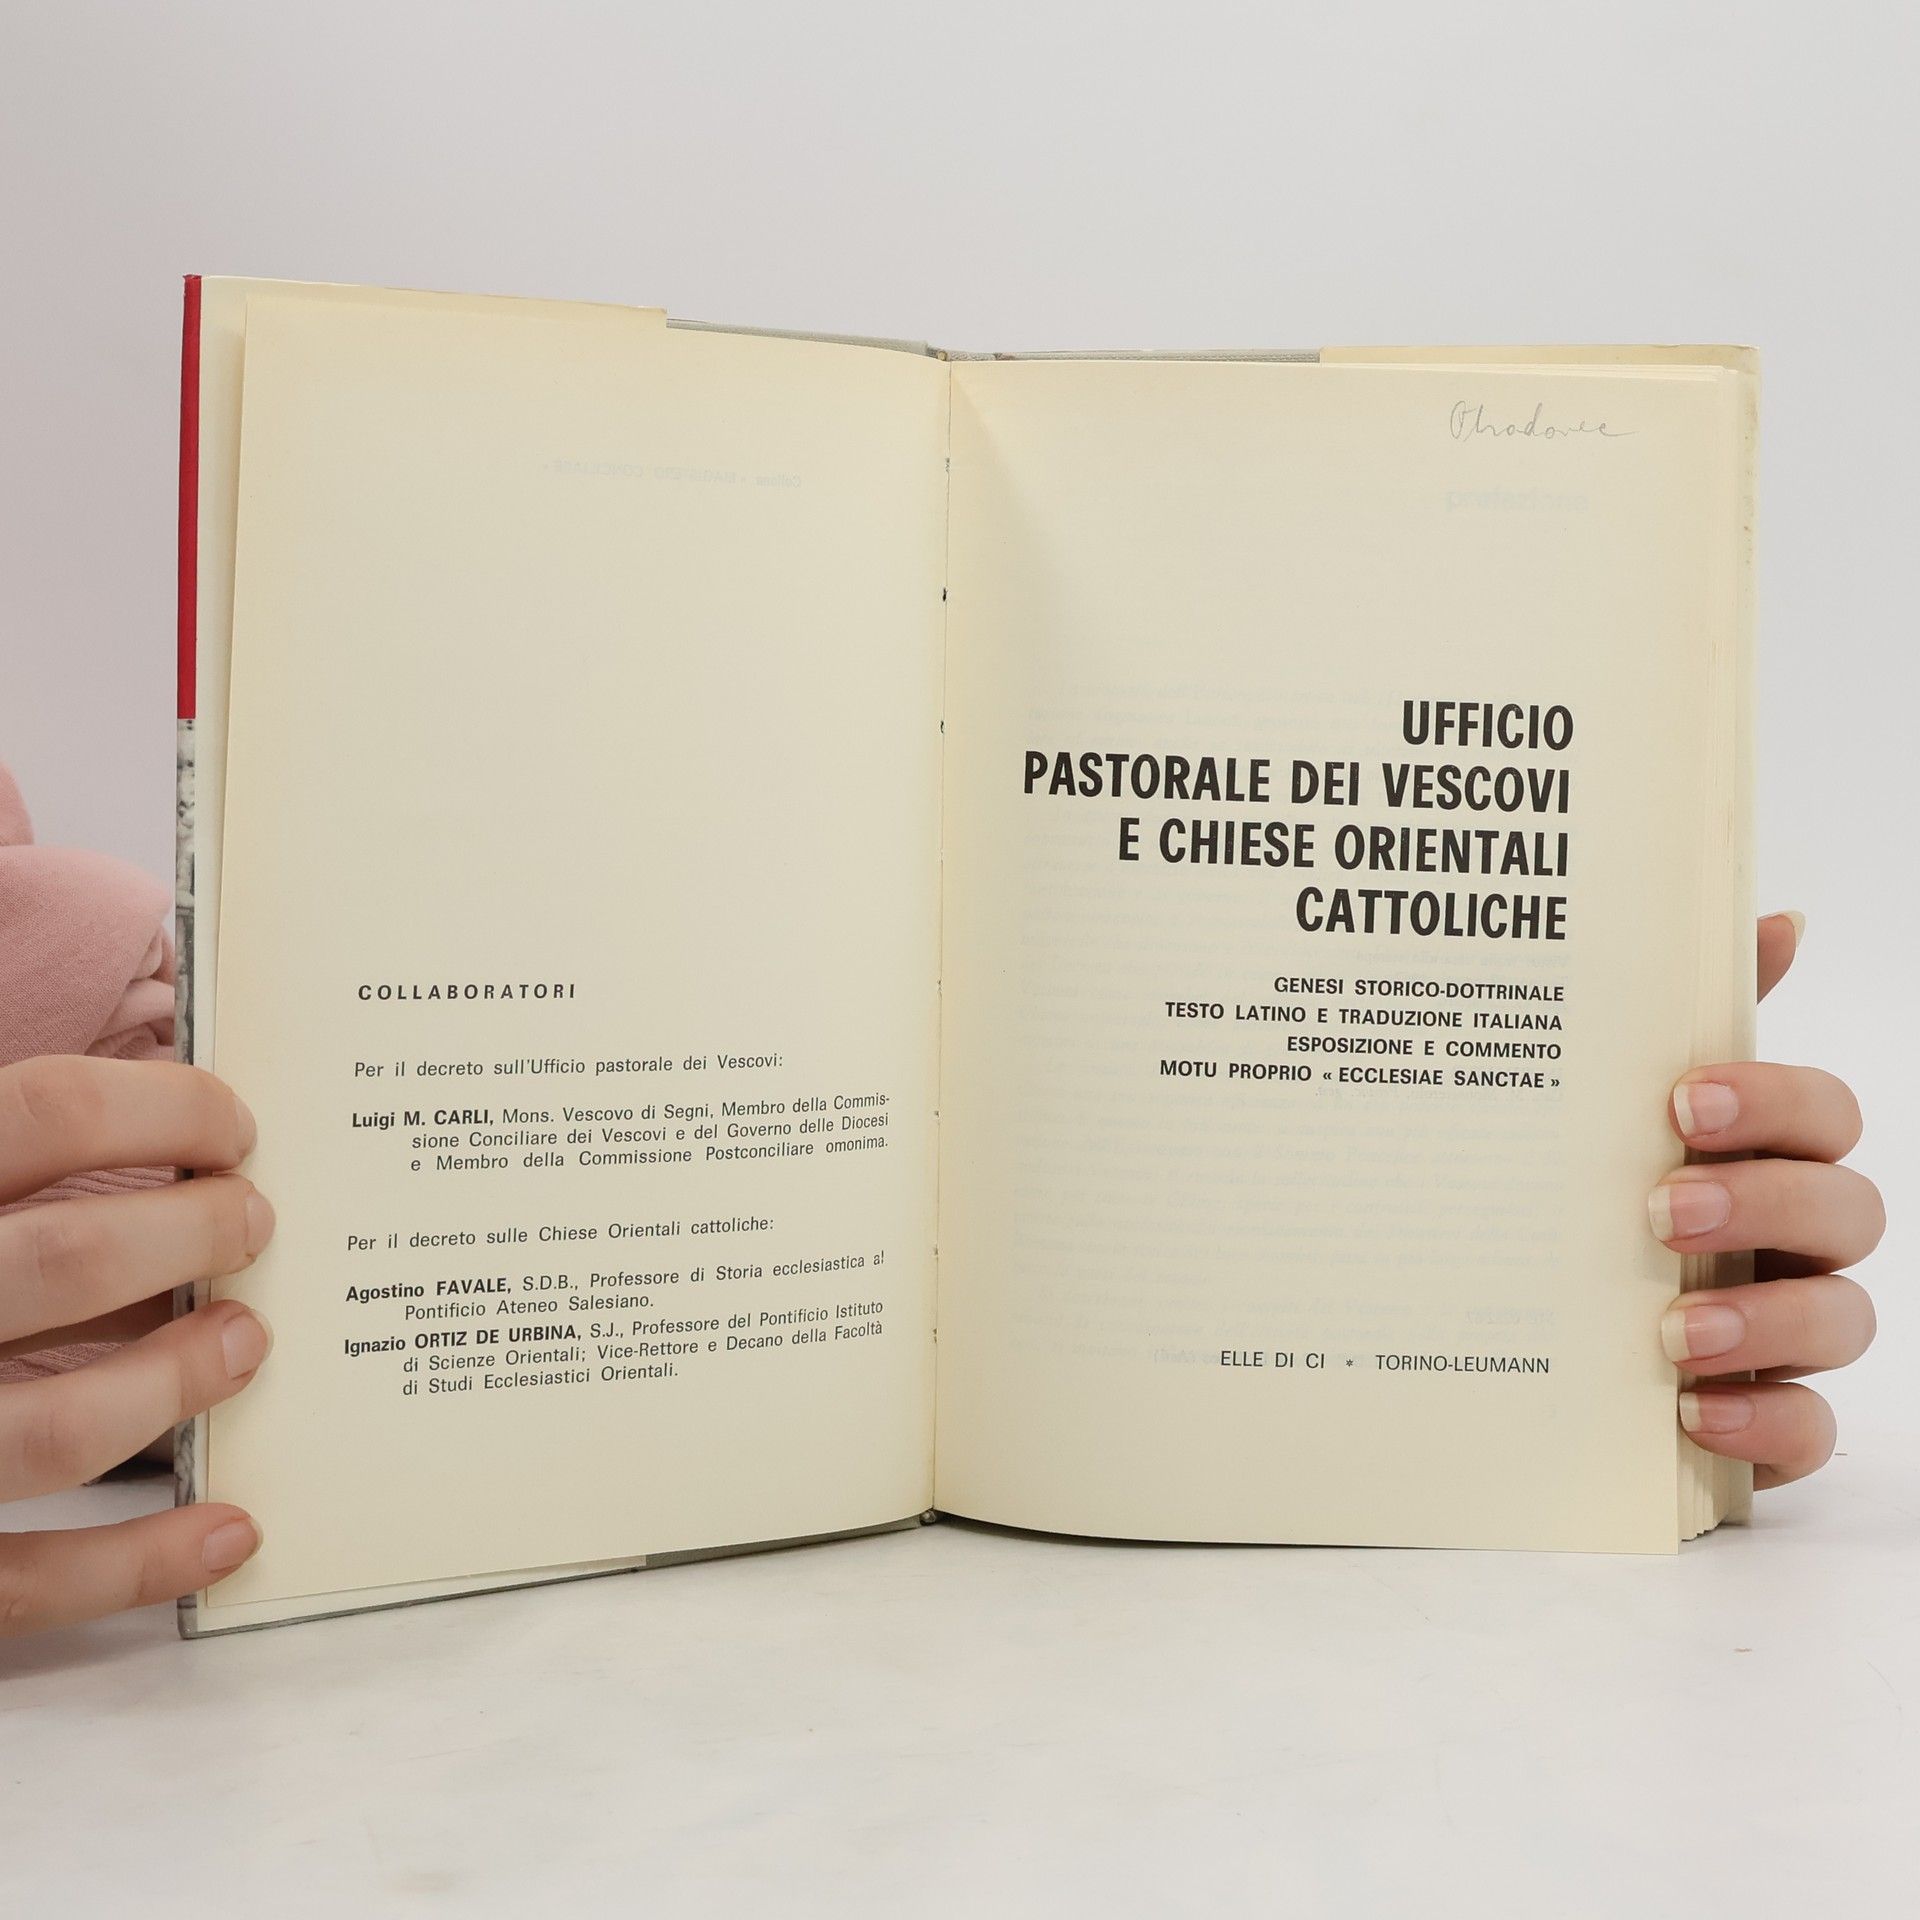 COLLABORATORI
Per il decreto sull'Ufficio pastorale dei Vescovi:
Luigi M. CARLI, Mons. Vescovo di Segni, Membro della Commis-
sione Conciliare dei Vescovi e del Governo delle Diocesi
e Membro della Commissione Postconciliare omonima.
Per il decreto sulle Chiese Orientali cattoliche:
Agostino FAVALE, S.D.B., Professore di Storia ecclesiastica al
Pontificio Ateneo Salesiano.
Ignazio ORTIZ DE URBINA, S.J., Professore del Pontificio Istituto
di Scienze Orientali; Vice-Rettore e Decano della Facoltà
di Studi Ecclesiastici Orientali.
UFFICIO
PASTORALE DEI VESCOVI
E CHIESE ORIENTALI
CATTOLICHE
GENESI STORICO-DOTTRINALE
TESTO LATINO E TRADUZIONE ITALIANA
ESPOSIZIONE E COMMENTO
MOTU PROPRIO « ECCLESIAE SANCTAE »
ELLE DI CI * TORINO-LEUMANN